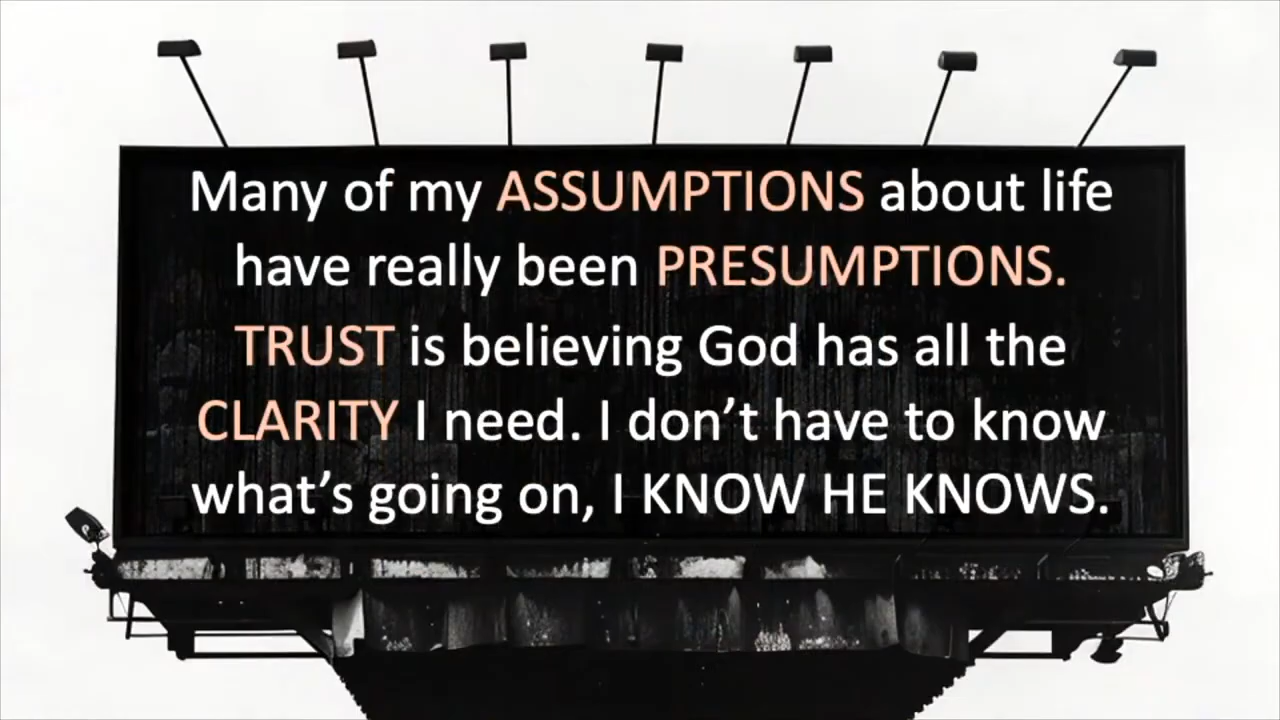 Many of my ASSUMPTIONS about life
have really been PRESUMPTIONS.
TRUST is believing God has all the
CLARITY I need. I don’t have to know
what’s going on, I KNOW HE KNOWS.